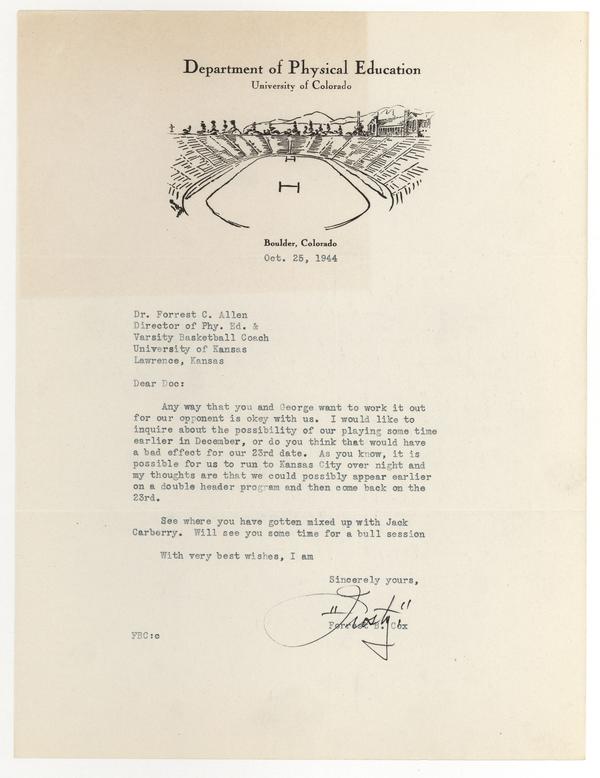 Department of Physical Education
University of Colorado
Boulder, Colorado
Oct. 25, 1944
Dr. Forrest C. Allen
Director of Phy. Ed. &
Varsity Basketball Coach
University of Kansas
Lawrence, Kansas
Dear Doc:
Any way that you and George want to work it out
for our opponent is okey with us. I would like to
inquire about the possibility of our playing some time
earlier in December, or do you think that would have
a bad effect for our 23rd date. As you know, it is
possible for us to run to Kansas City over night and
my thoughts are that we could possibly appear earlier
on a double header program and then come back on the
23rd.
See where you have gotten mixed up with Jack
Carberry. Will see you some time for a bull session
With very best wishes, I am
Sincerely yours,
"Frosty"
Forrest B. Cox
FBC:c